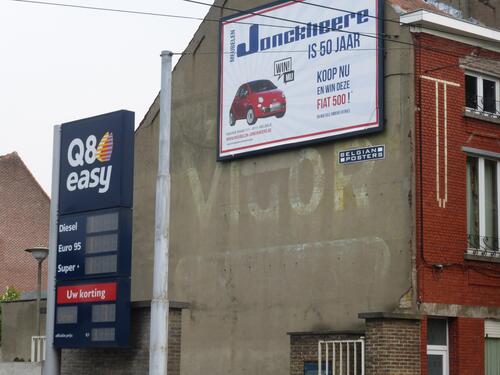 MEUBELEN
Jonckheere
IS 50 JAAR
WIN!
KOOP NU
EN WIN DEZE
FIAT 500!*
BELGIAN
POSTERS
VIJOR
Q8
easy
Diesel
Euro 95
Super+
Uw korting